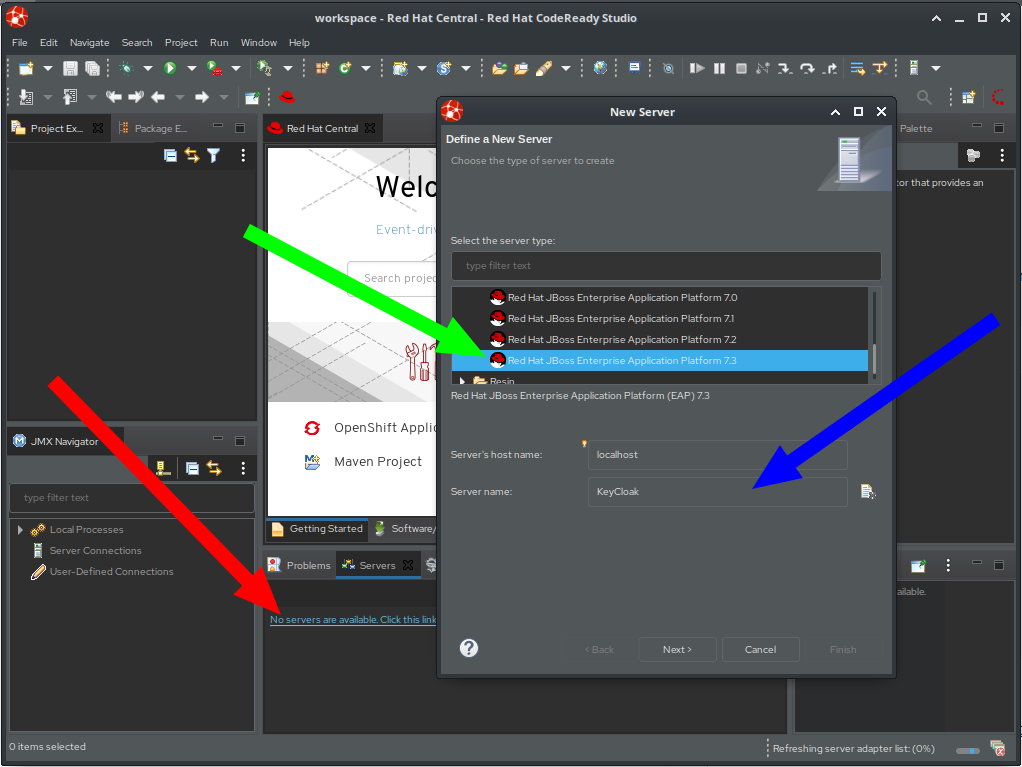 workspace - Red Hat Central - Red Hat CodeReady Studio
File Edit Navigate Search Project Run Window Help
New Server
Project Ex... Package E... Red Hat Central Palette
Define a New Server
Choose the type of server to create
tor that provides an
Welc
Event-driv
Select the server type:
type filter text
Search projec
Red Hat JBoss Enterprise Application Platform 7.0
Red Hat JBoss Enterprise Application Platform 7.1
Red Hat JBoss Enterprise Application Platform 7.2
Red Hat JBoss Enterprise Application Platform 7.3
Resin
Red Hat JBoss Enterprise Application Platform (EAP) 7.3
OpenShift Applic
Maven Project
JMX Navigator
Server's host name: localhost
Server name: KeyCloak
type filter text
Local Processes
Server Connections
User-Defined Connections
Getting Started Software/
Problems Servers
ailable.
No servers are available. Click this link
< Back Next > Cancel Finish
0 items selected
Refreshing server adapter list: (0%)